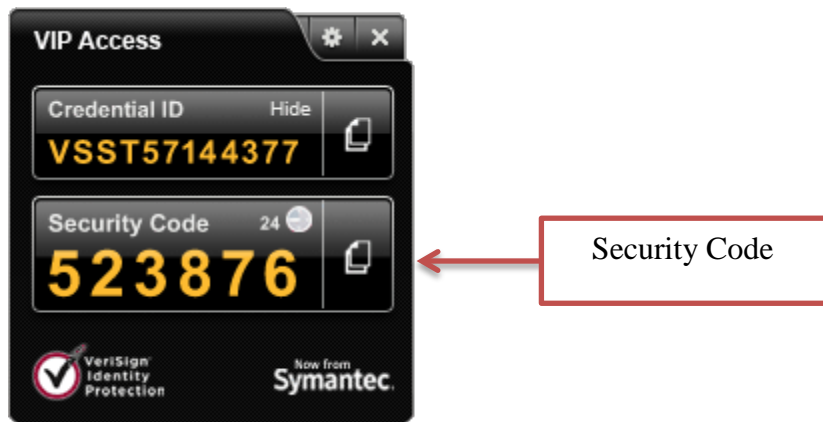 VIP Access
Credential ID Hide
VSST57144377
Security Code 24
523876
Security Code
VeriSign
Identity
Protection
Now from
Symantec.